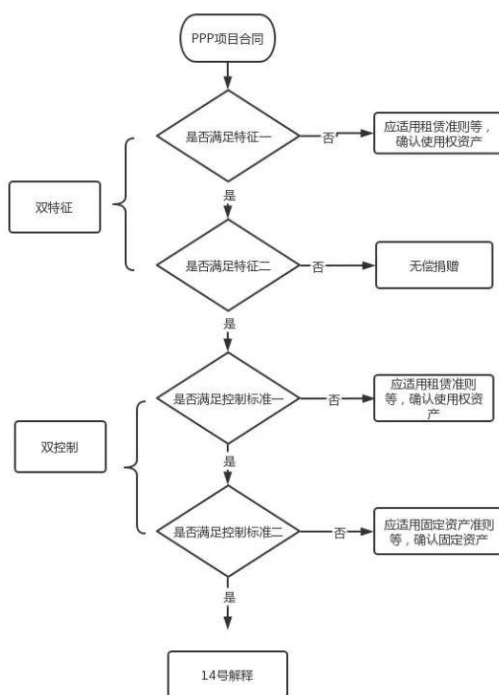 PPP项目合同
是否满足特征一
否
应适用租赁准则等，
确认使用权资产
是
双特征
是否满足特征二
否
无偿捐赠
是
是否满足控制标准一
否
应适用租赁准则
等，确认使用权资
产
双控制
是
是否满足控制标准二
否
应适用固定资产准则
等，确认固定资产
是
14号解释